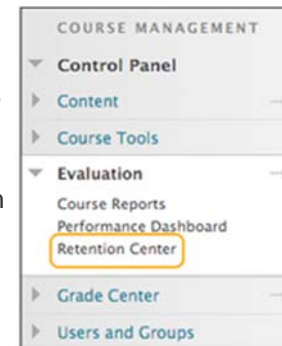 COURSE MANAGEMENT
Control Panel
Content
Course Tools
Evaluation
Course Reports
Performance Dashboard
Retention Center
Grade Center
Users and Groups